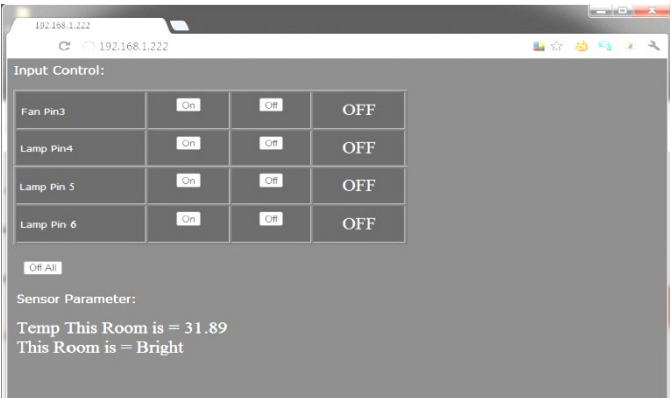 192.168.1.222
192.168.1.222
Input Control:
Fan Pin3 On Off OFF
Lamp Pin4 On Off OFF
Lamp Pin 5 On Off OFF
Lamp Pin 6 On Off OFF
Off All
Sensor Parameter:
Temp This Room is = 31.89
This Room is = Bright